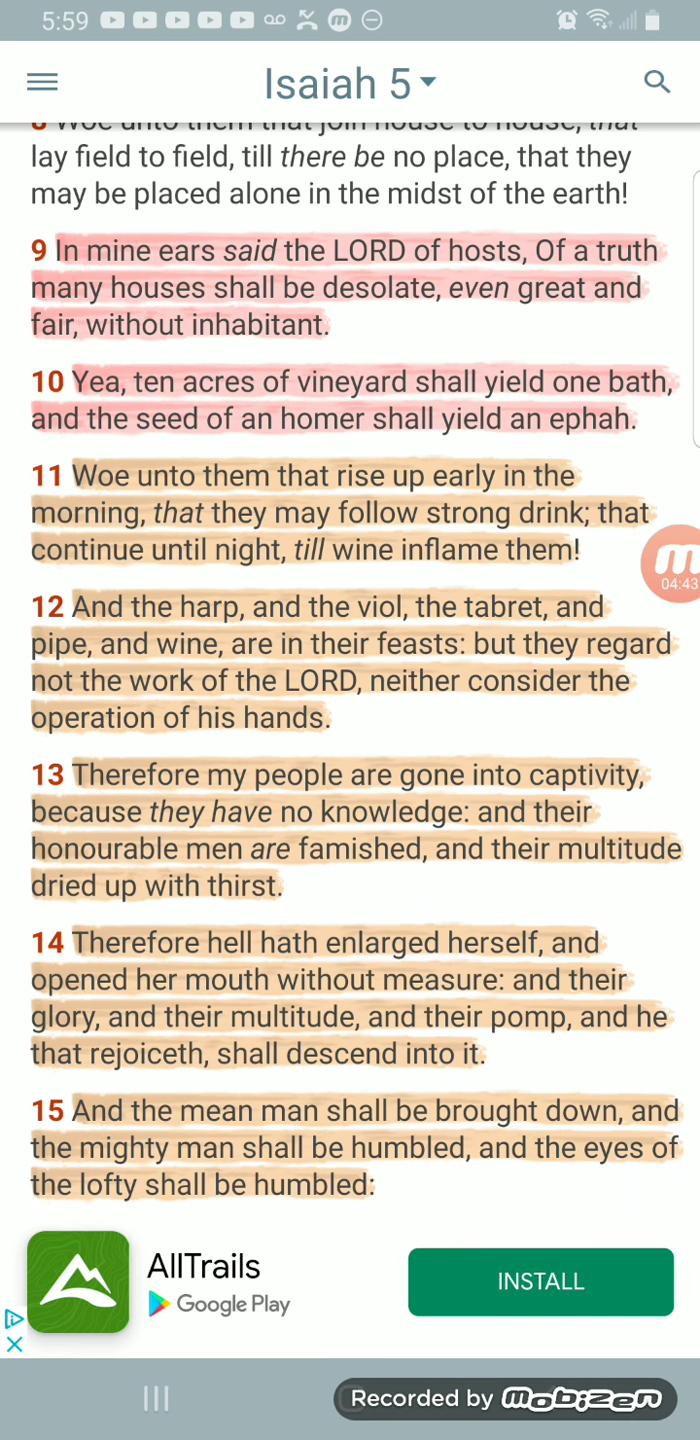 5:59
Isaiah 5
8 Woe unto them that join house to house, that
lay field to field, till there be no place, that they
may be placed alone in the midst of the earth!
9 In mine ears said the LORD of hosts, Of a truth
many houses shall be desolate, even great and
fair, without inhabitant.
10 Yea, ten acres of vineyard shall yield one bath,
and the seed of an homer shall yield an ephah.
11 Woe unto them that rise up early in the
morning, that they may follow strong drink; that
continue until night, till wine inflame them!
m
04:43
12 And the harp, and the viol, the tabret, and
pipe, and wine, are in their feasts: but they regard
not the work of the LORD, neither consider the
operation of his hands.
13 Therefore my people are gone into captivity,
because they have no knowledge: and their
honourable men are famished, and their multitude
dried up with thirst.
14 Therefore hell hath enlarged herself, and
opened her mouth without measure: and their
glory, and their multitude, and their pomp, and he
that rejoiceth, shall descend into it.
15 And the mean man shall be brought down, and
the mighty man shall be humbled, and the eyes of
the lofty shall be humbled:
AllTrails
Google Play
INSTALL
Recorded by mobizen